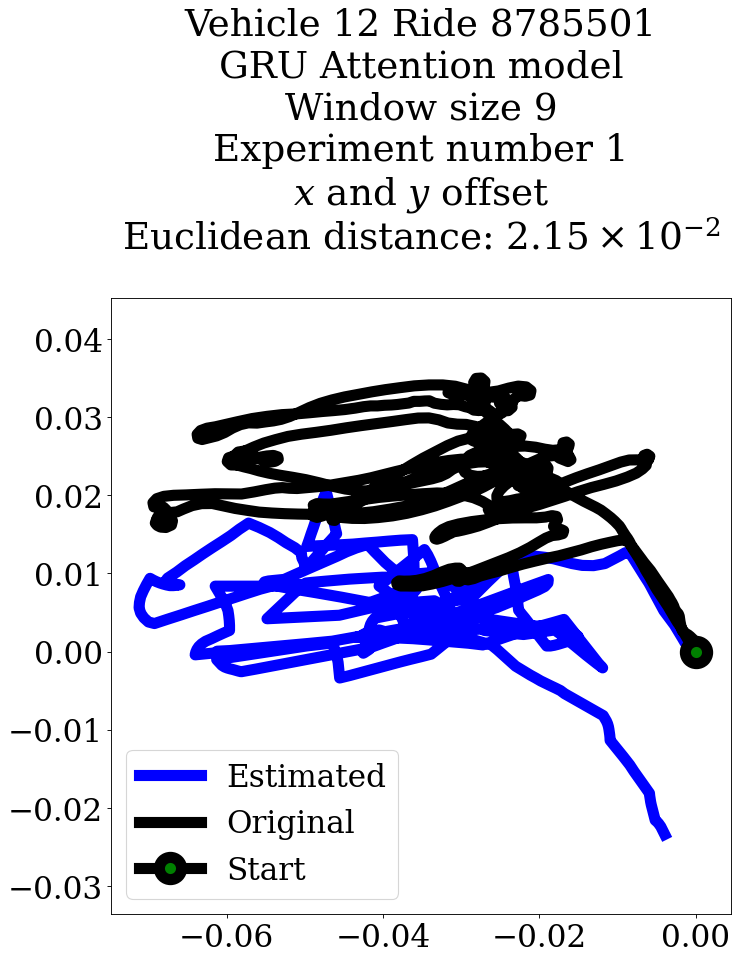 Vehicle 12 Ride 8785501
GRU Attention model
Window size 9
Experiment number 1
x and y offset
Euclidean distance: 2.15 × 10⁻²
0.04
0.03
0.02
0.01
0.00
−0.01
−0.02
−0.03
Estimated
Original
Start
−0.06
−0.04
−0.02
0.00